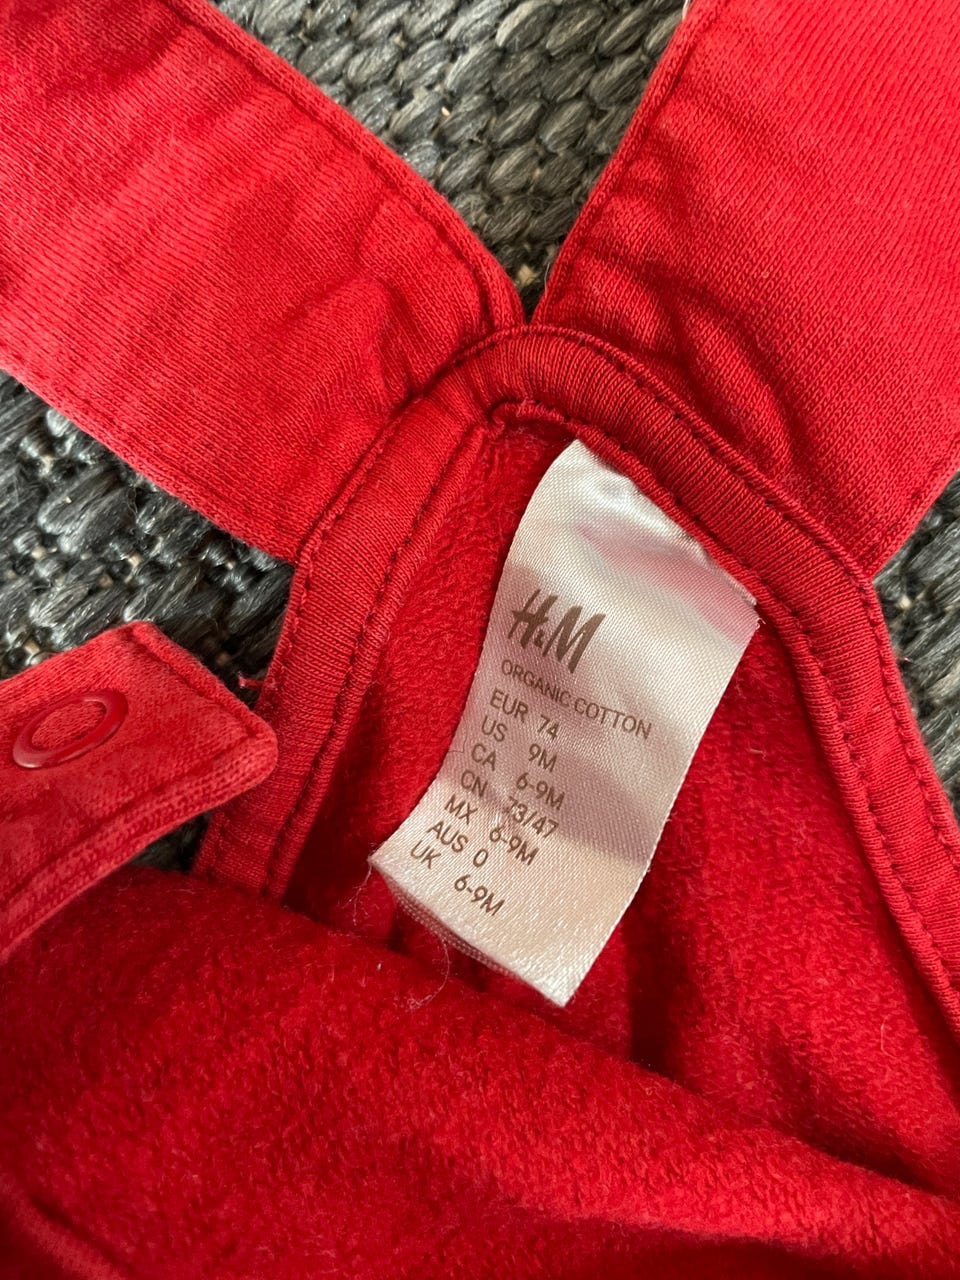 H&M
ORGANIC COTTON
EUR 74
US 9M
CA 6-9M
CN 73/47
MX 6-9M
AUS 0
UK 6-9M